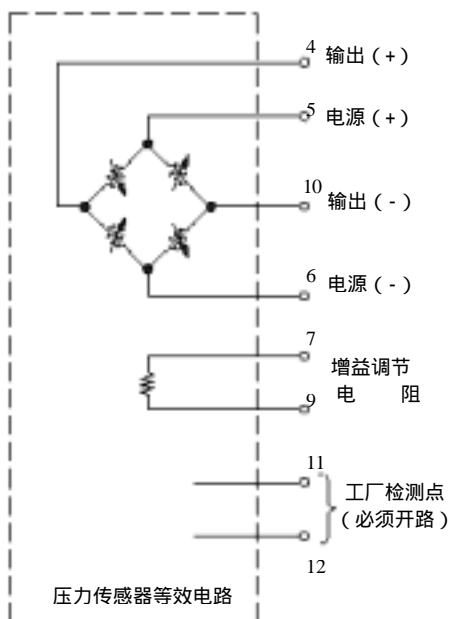 4 输出(+)
5 电源(+)
10 输出(-)
6 电源(-)
7
增益调节
电 阻
9
11
工厂检测点
(必须开路)
12
压力传感器等效电路